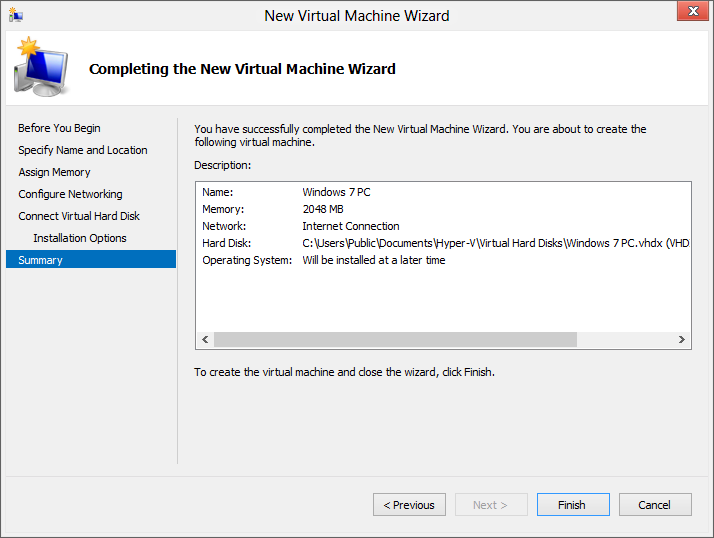 New Virtual Machine Wizard
Completing the New Virtual Machine Wizard
Before You Begin
Specify Name and Location
Assign Memory
Configure Networking
Connect Virtual Hard Disk
Installation Options
Summary
You have successfully completed the New Virtual Machine Wizard. You are about to create the
following virtual machine.
Description:
Name: Windows 7 PC
Memory: 2048 MB
Network: Internet Connection
Hard Disk: C:\Users\Public\Documents\Hyper-V\Virtual Hard Disks\Windows 7 PC.vhdx (VHD
Operating System: Will be installed at a later time
To create the virtual machine and close the wizard, click Finish.
< Previous
Next >
Finish
Cancel